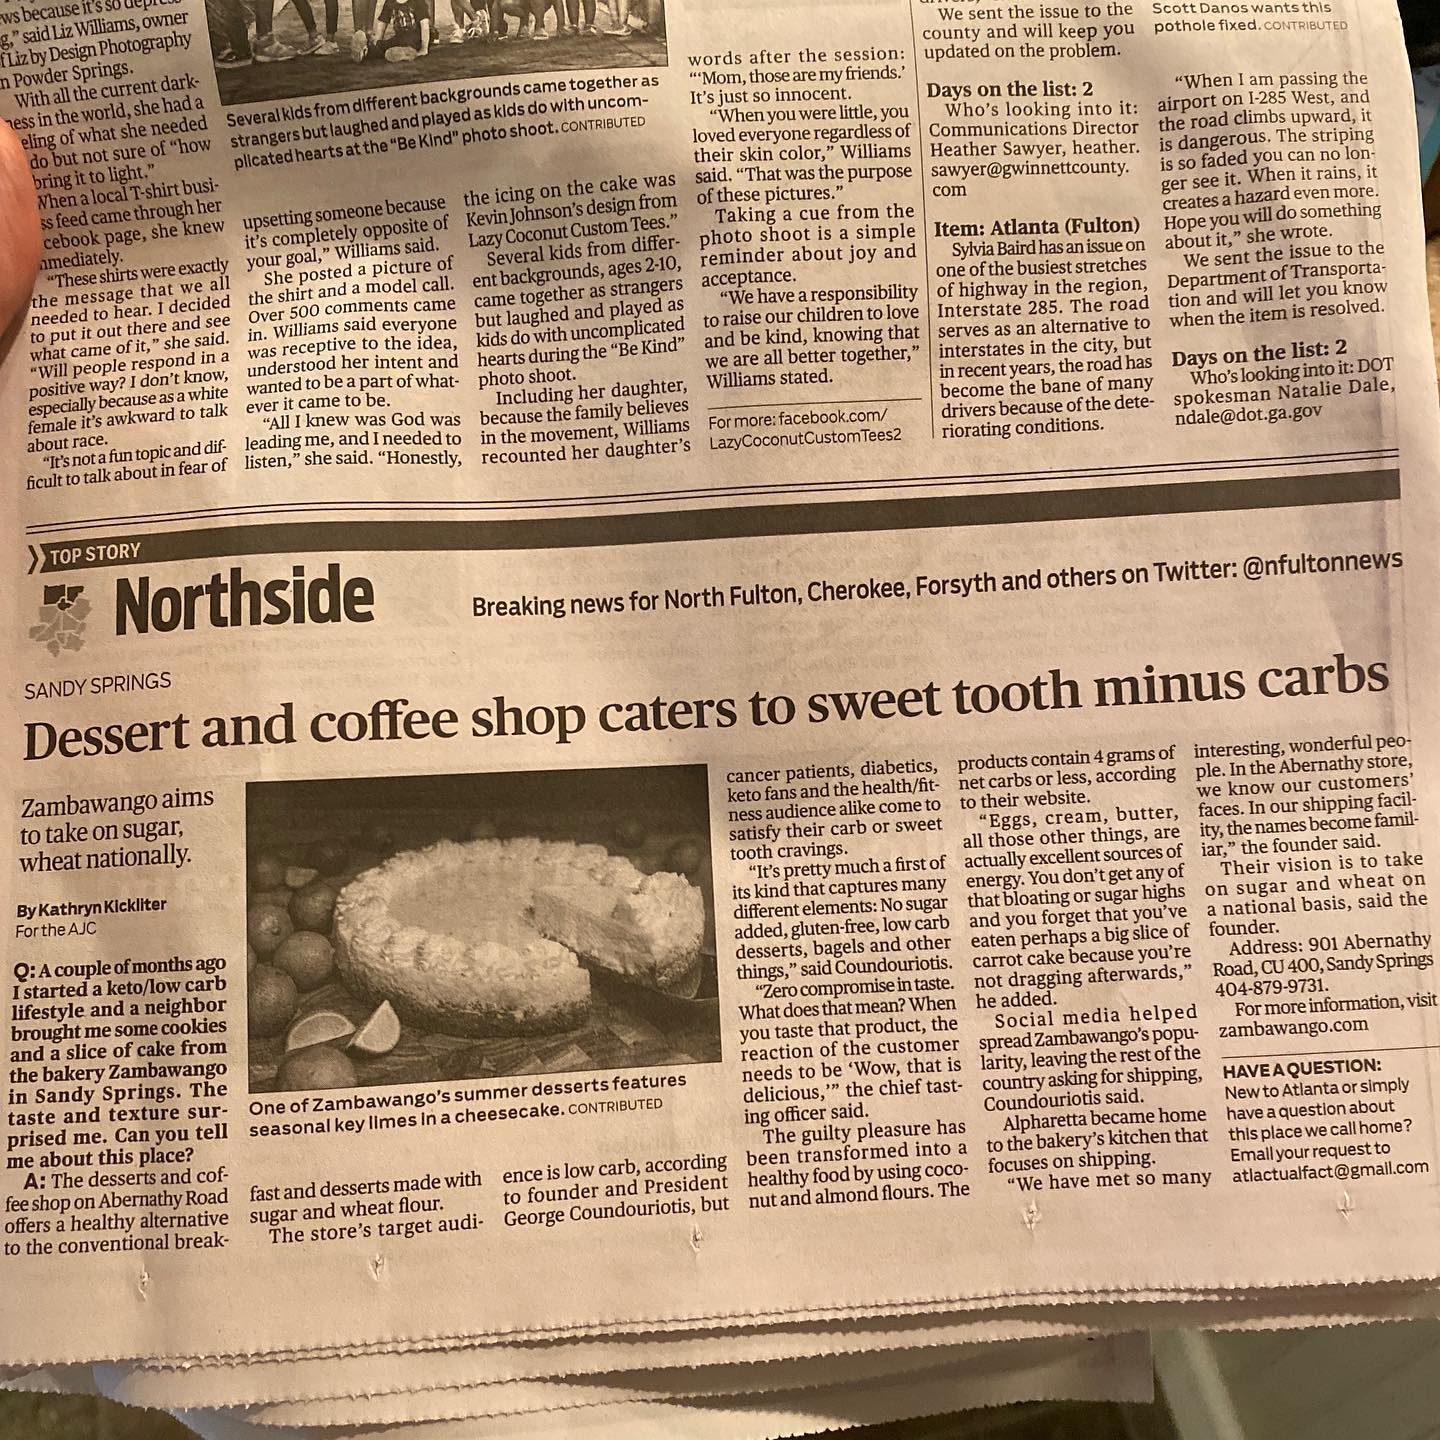 ws because it's so
g," said Liz Williams, owner
f Liz by Design Photography
n Powder Springs.
With all the current dark-
ness in the world, she had a
eling of what she needed
do but not sure of "how
bring it to light."
When a local T-shirt busi-
ss feed came through her
cebook page, she knew
mmediately.
"These shirts were exactly
the message that we all
needed to hear. I decided
to put it out there and see
what came of it," she said.
"Will people respond in a
positive way? I don't know,
especially because as a white
female it's awkward to talk
about race.
"It's not a fun topic and dif-
ficult to talk about in fear of
Several kids from different backgrounds came together as
strangers but laughed and played as kids do with uncom-
plicated hearts at the "Be Kind" photo shoot. CONTRIBUTED
upsetting someone because
it's completely opposite of
your goal," Williams said.
She posted a picture of
the shirt and a model call.
Over 500 comments came
in. Williams said everyone
was receptive to the idea,
understood her intent and
wanted to be a part of what-
ever it came to be.
"All I knew was God was
leading me, and I needed to
listen," she said. "Honestly,
the icing on the cake was
Kevin Johnson's design from
Lazy Coconut Custom Tees."
Several kids from differ-
ent backgrounds, ages 2-10,
came together as strangers
but laughed and played as
kids do with uncomplicated
hearts during the "Be Kind"
photo shoot.
Including her daughter,
because the family believes
in the movement, Williams
recounted her daughter's
words after the session:
"'Mom, those are my friends.'
It's just so innocent.
"When you were little, you
loved everyone regardless of
their skin color," Williams
said. "That was the purpose
of these pictures."
Taking a cue from the
photo shoot is a simple
reminder about joy and
acceptance.
"We have a responsibility
to raise our children to love
and be kind, knowing that
we are all better together,"
Williams stated.
For more: facebook.com/
LazyCoconutCustomTees2
We sent the issue to the
county and will keep you
updated on the problem.
Days on the list: 2
Who's looking into it:
Communications Director
Heather Sawyer, heather.
sawyer@gwinnettcounty.
com
Item: Atlanta (Fulton)
Sylvia Baird has an issue on
one of the busiest stretches
of highway in the region,
Interstate 285. The road
serves as an alternative to
interstates in the city, but
in recent years, the road has
become the bane of many
drivers because of the dete-
riorating conditions.
Scott Danos wants this
pothole fixed. CONTRIBUTED
"When I am passing the
airport on I-285 West, and
the road climbs upward, it
is dangerous. The striping
is so faded you can no lon-
ger see it. When it rains, it
creates a hazard even more.
Hope you will do something
about it," she wrote.
We sent the issue to the
Department of Transporta-
tion and will let you know
when the item is resolved.
Days on the list: 2
Who's looking into it: DOT
spokesman Natalie Dale,
ndale@dot.ga.gov
TOP STORY
Northside
Breaking news for North Fulton, Cherokee, Forsyth and others on Twitter: @nfultonnews
SANDY SPRINGS
Dessert and coffee shop caters to sweet tooth minus carbs
Zambawango aims
to take on sugar,
wheat nationally.
By Kathryn Kickliter
For the AJC
Q: A couple of months ago
I started a keto/low carb
lifestyle and a neighbor
brought me some cookies
and a slice of cake from
the bakery Zambawango
in Sandy Springs. The
taste and texture sur-
prised me. Can you tell
me about this place?
A: The desserts and cof-
fee shop on Abernathy Road
offers a healthy alternative
to the conventional break-
One of Zambawango's summer desserts features
seasonal key limes in a cheesecake. CONTRIBUTED
fast and desserts made with
sugar and wheat flour.
The store's target audi-
ence is low carb, according
to founder and President
George Coundouriotis, but
cancer patients, diabetics,
keto fans and the health/fit-
ness audience alike come to
satisfy their carb or sweet
tooth cravings.
"It's pretty much a first of
its kind that captures many
different elements: No sugar
added, gluten-free, low carb
desserts, bagels and other
things," said Coundouriotis.
"Zero compromise in taste.
What does that mean? When
you taste that product, the
reaction of the customer
needs to be 'Wow, that is
delicious,'" the chief tast-
ing officer said.
The guilty pleasure has
been transformed into a
healthy food by using coco-
nut and almond flours. The
products contain 4 grams of
net carbs or less, according
to their website.
"Eggs, cream, butter,
all those other things, are
actually excellent sources of
energy. You don't get any of
that bloating or sugar highs
and you forget that you've
eaten perhaps a big slice of
carrot cake because you're
not dragging afterwards,"
he added.
Social media helped
spread Zambawango's popu-
larity, leaving the rest of the
country asking for shipping,
Coundouriotis said.
Alpharetta became home
to the bakery's kitchen that
focuses on shipping.
"We have met so many
interesting, wonderful peo-
ple. In the Abernathy store,
we know our customers'
faces. In our shipping facil-
ity, the names become famil-
iar," the founder said.
Their vision is to take
on sugar and wheat on
a national basis, said the
founder.
Address: 901 Abernathy
Road, CU 400, Sandy Springs
404-879-9731.
For more information, visit
zambawango.com
HAVE A QUESTION:
New to Atlanta or simply
have a question about
this place we call home?
Email your request to
atlactualfact@gmail.com